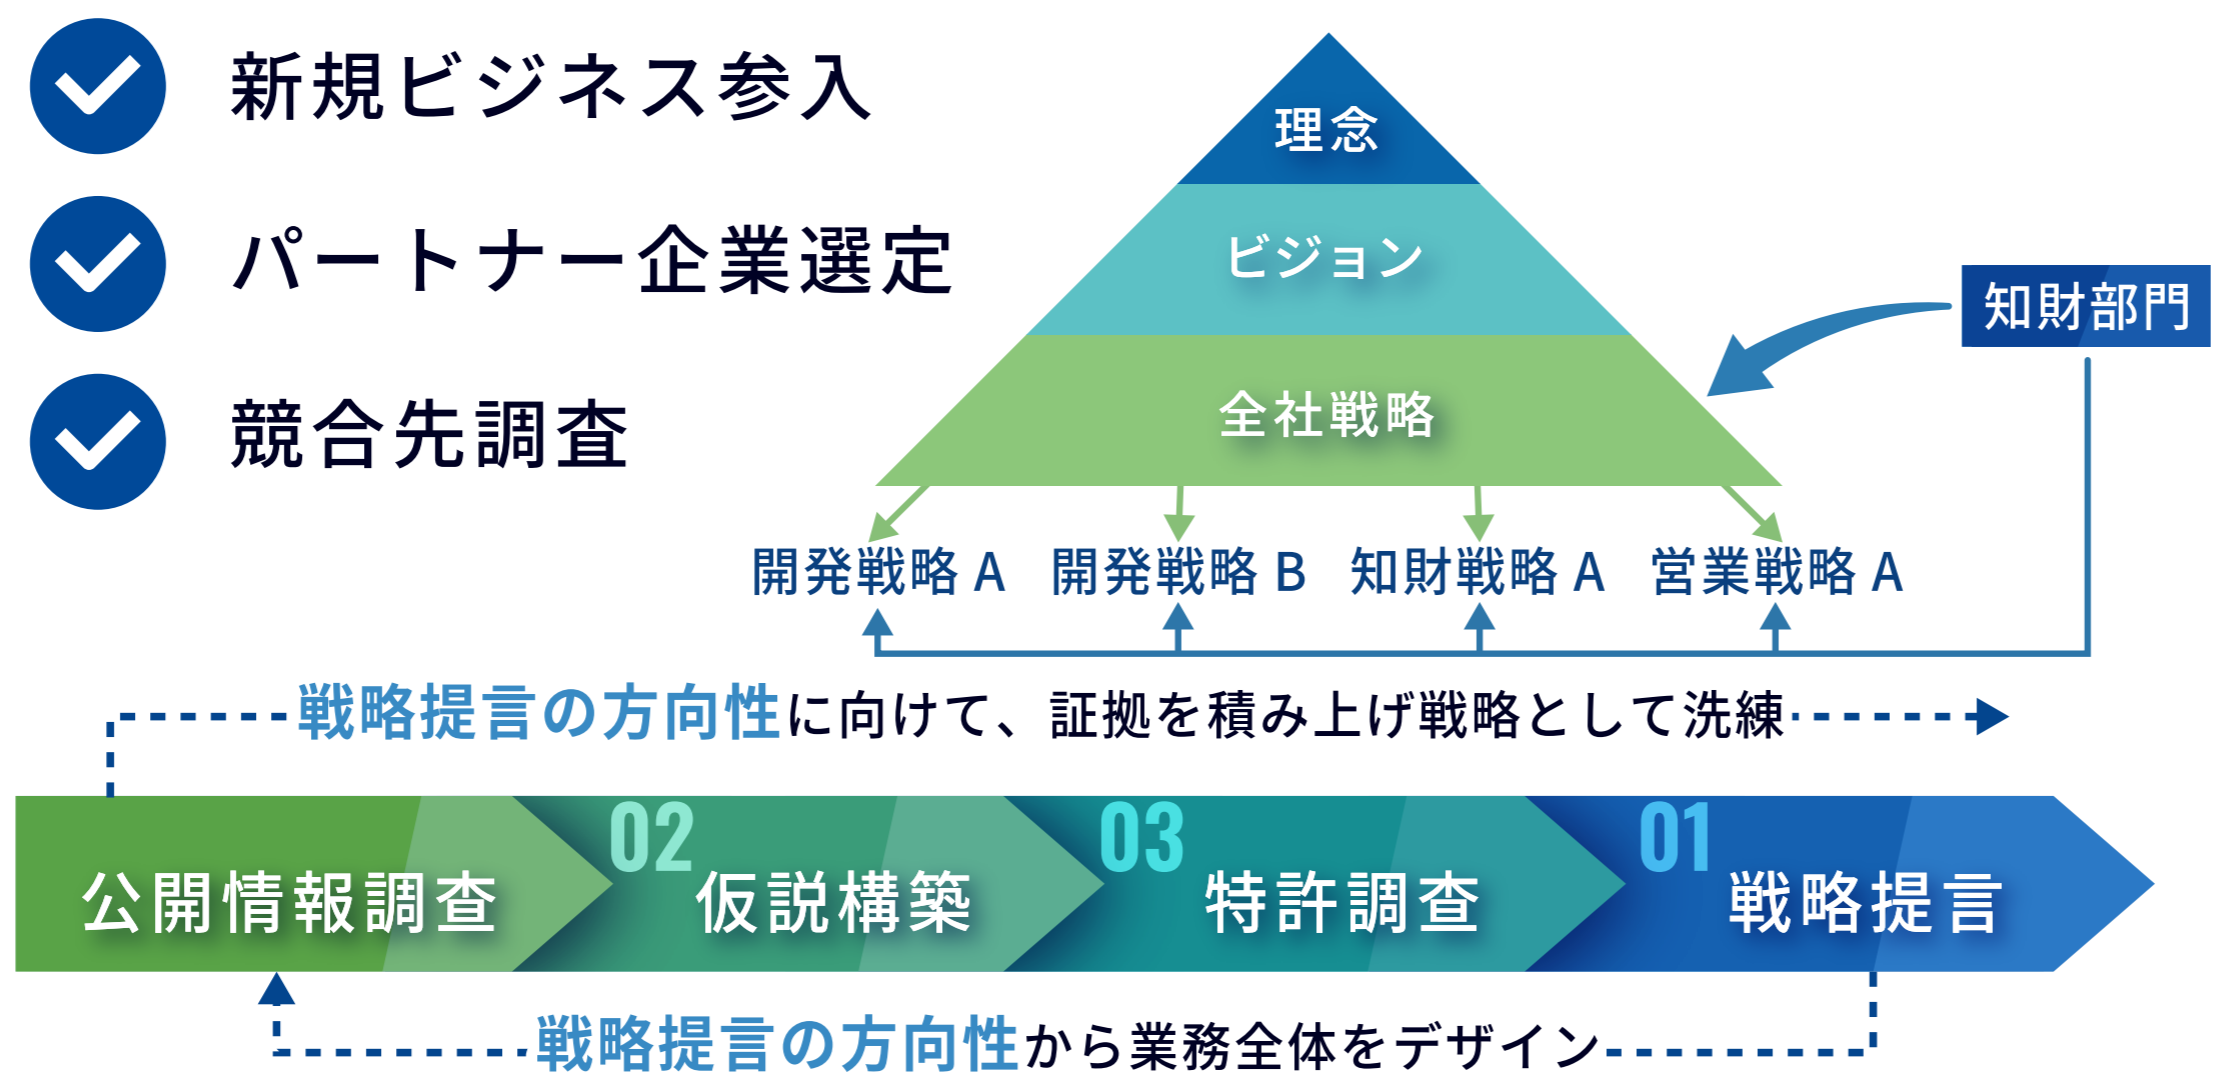 新規ビジネス参入
パートナー企業選定
競合先調査
理念
ビジョン
全社戦略
知財部門
開発戦略 A 開発戦略 B 知財戦略 A 営業戦略 A
戦略提言の方向性に向けて、証拠を積み上げ戦略として洗練
公開情報調査
02
仮説構築
03
特許調査
01
戦略提言
戦略提言の方向性から業務全体をデザイン